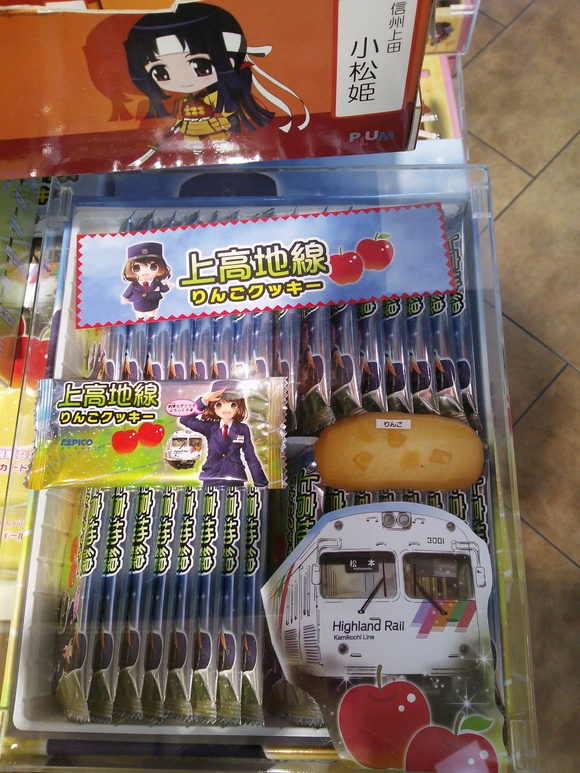 信州上田
小松姫
PLUM
上高地線
りんごクッキー
上高地線
りんごクッキー
KAPICO
りんご
松本
3001
Highland Rail
Kamikochi Line